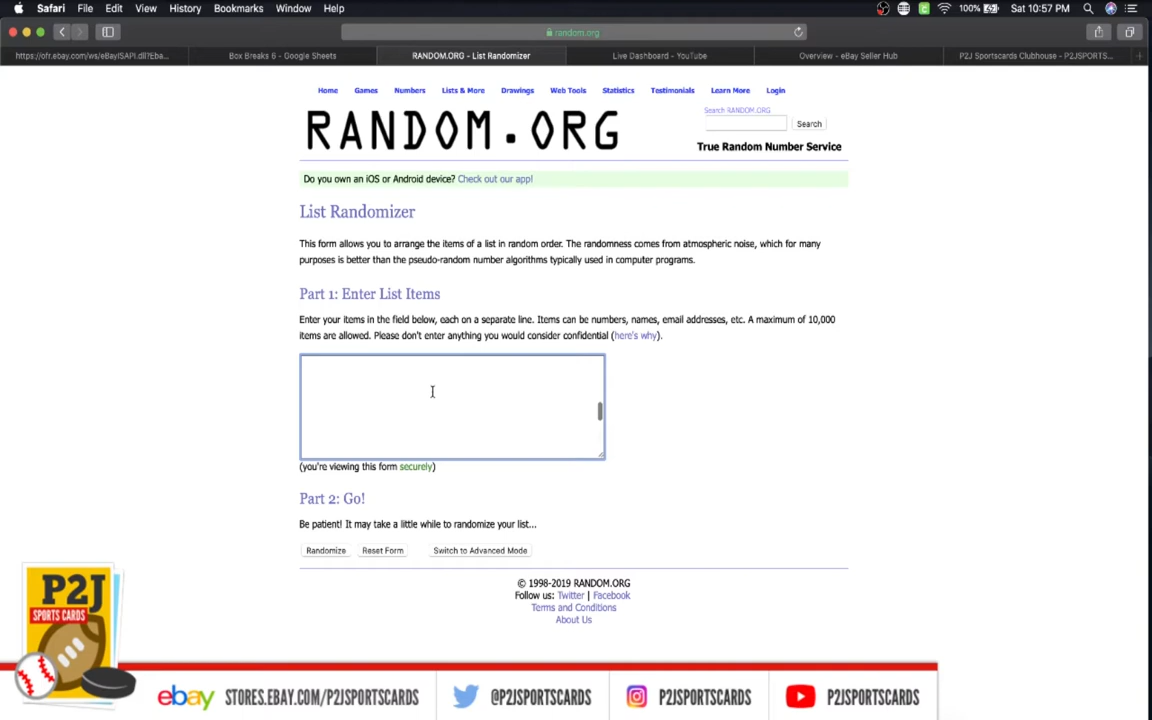 Safari File Edit View History Bookmarks Window Help 100% Sat 10:57 PM
random.org
https://ofr.ebay.com/ws/eBayISAPI.dll?Eba... Box Breaks 6 - Google Sheets RANDOM.ORG - List Randomizer Live Dashboard - YouTube Overview - eBay Seller Hub P2J Sportscards Clubhouse - P2JSPORTS...
Home Games Numbers Lists & More Drawings Web Tools Statistics Testimonials Learn More Login
RANDOM.ORG
Search RANDOM.ORG
Search
True Random Number Service
Do you own an iOS or Android device? Check out our app!
List Randomizer
This form allows you to arrange the items of a list in random order. The randomness comes from atmospheric noise, which for many
purposes is better than the pseudo-random number algorithms typically used in computer programs.
Part 1: Enter List Items
Enter your items in the field below, each on a separate line. Items can be numbers, names, email addresses, etc. A maximum of 10,000
items are allowed. Please don't enter anything you would consider confidential (here's why).
(you're viewing this form securely)
Part 2: Go!
Be patient! It may take a little while to randomize your list...
Randomize Reset Form Switch to Advanced Mode
© 1998-2019 RANDOM.ORG
Follow us: Twitter | Facebook
Terms and Conditions
About Us
P2J
SPORTS CARDS
ebay STORES.EBAY.COM/P2JSPORTSCARDS @P2JSPORTSCARDS P2JSPORTSCARDS P2JSPORTSCARDS